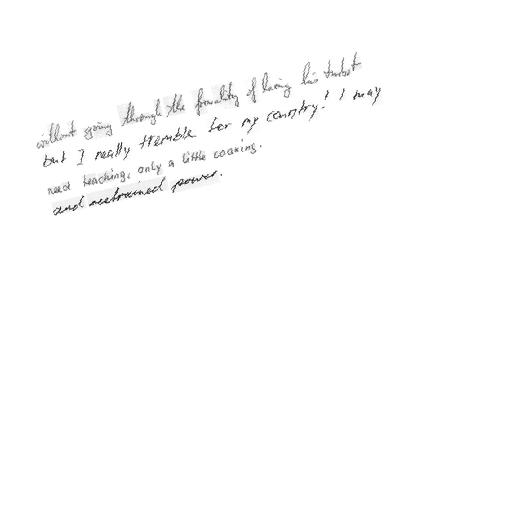 without going through the formality of having his ticket
but I really tremble for my country! I may
need teaching, only a little coaxing.
and restrained power.